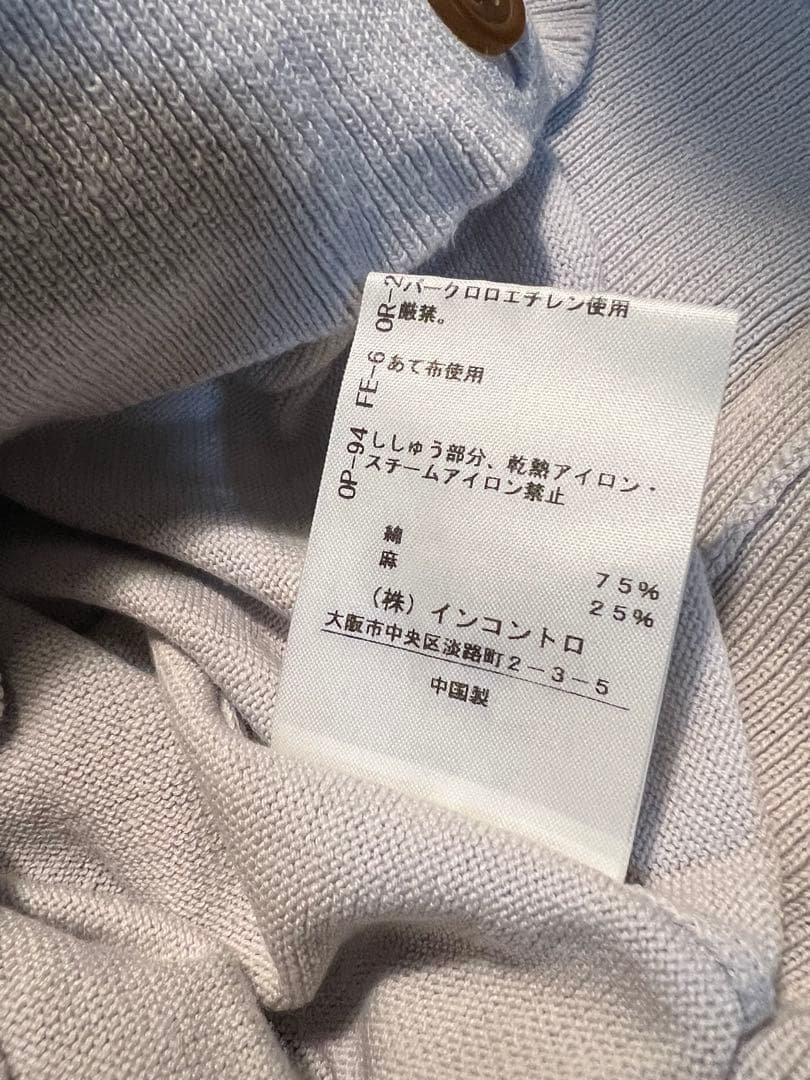 パークロロエチレン使用
厳禁。
あて布使用
ししゅう部分、乾熱アイロン・
スチームアイロン禁止
OP-94 FE-6 OR-2
綿 75%
麻 25%
（株）インコントロ
大阪市中央区淡路町2-3-5
中国製